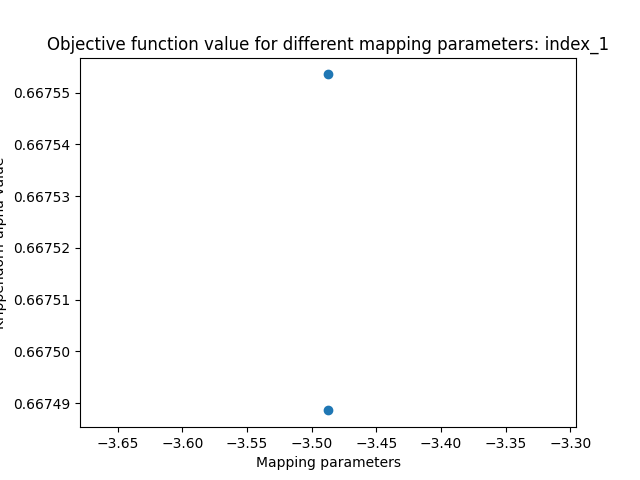 Objective function value for different mapping parameters: index_1
0.66755
0.66754
0.66753
0.66752
0.66751
0.66750
0.66749
Krippendorff alpha value
−3.65 −3.60 −3.55 −3.50 −3.45 −3.40 −3.35 −3.30
Mapping parameters